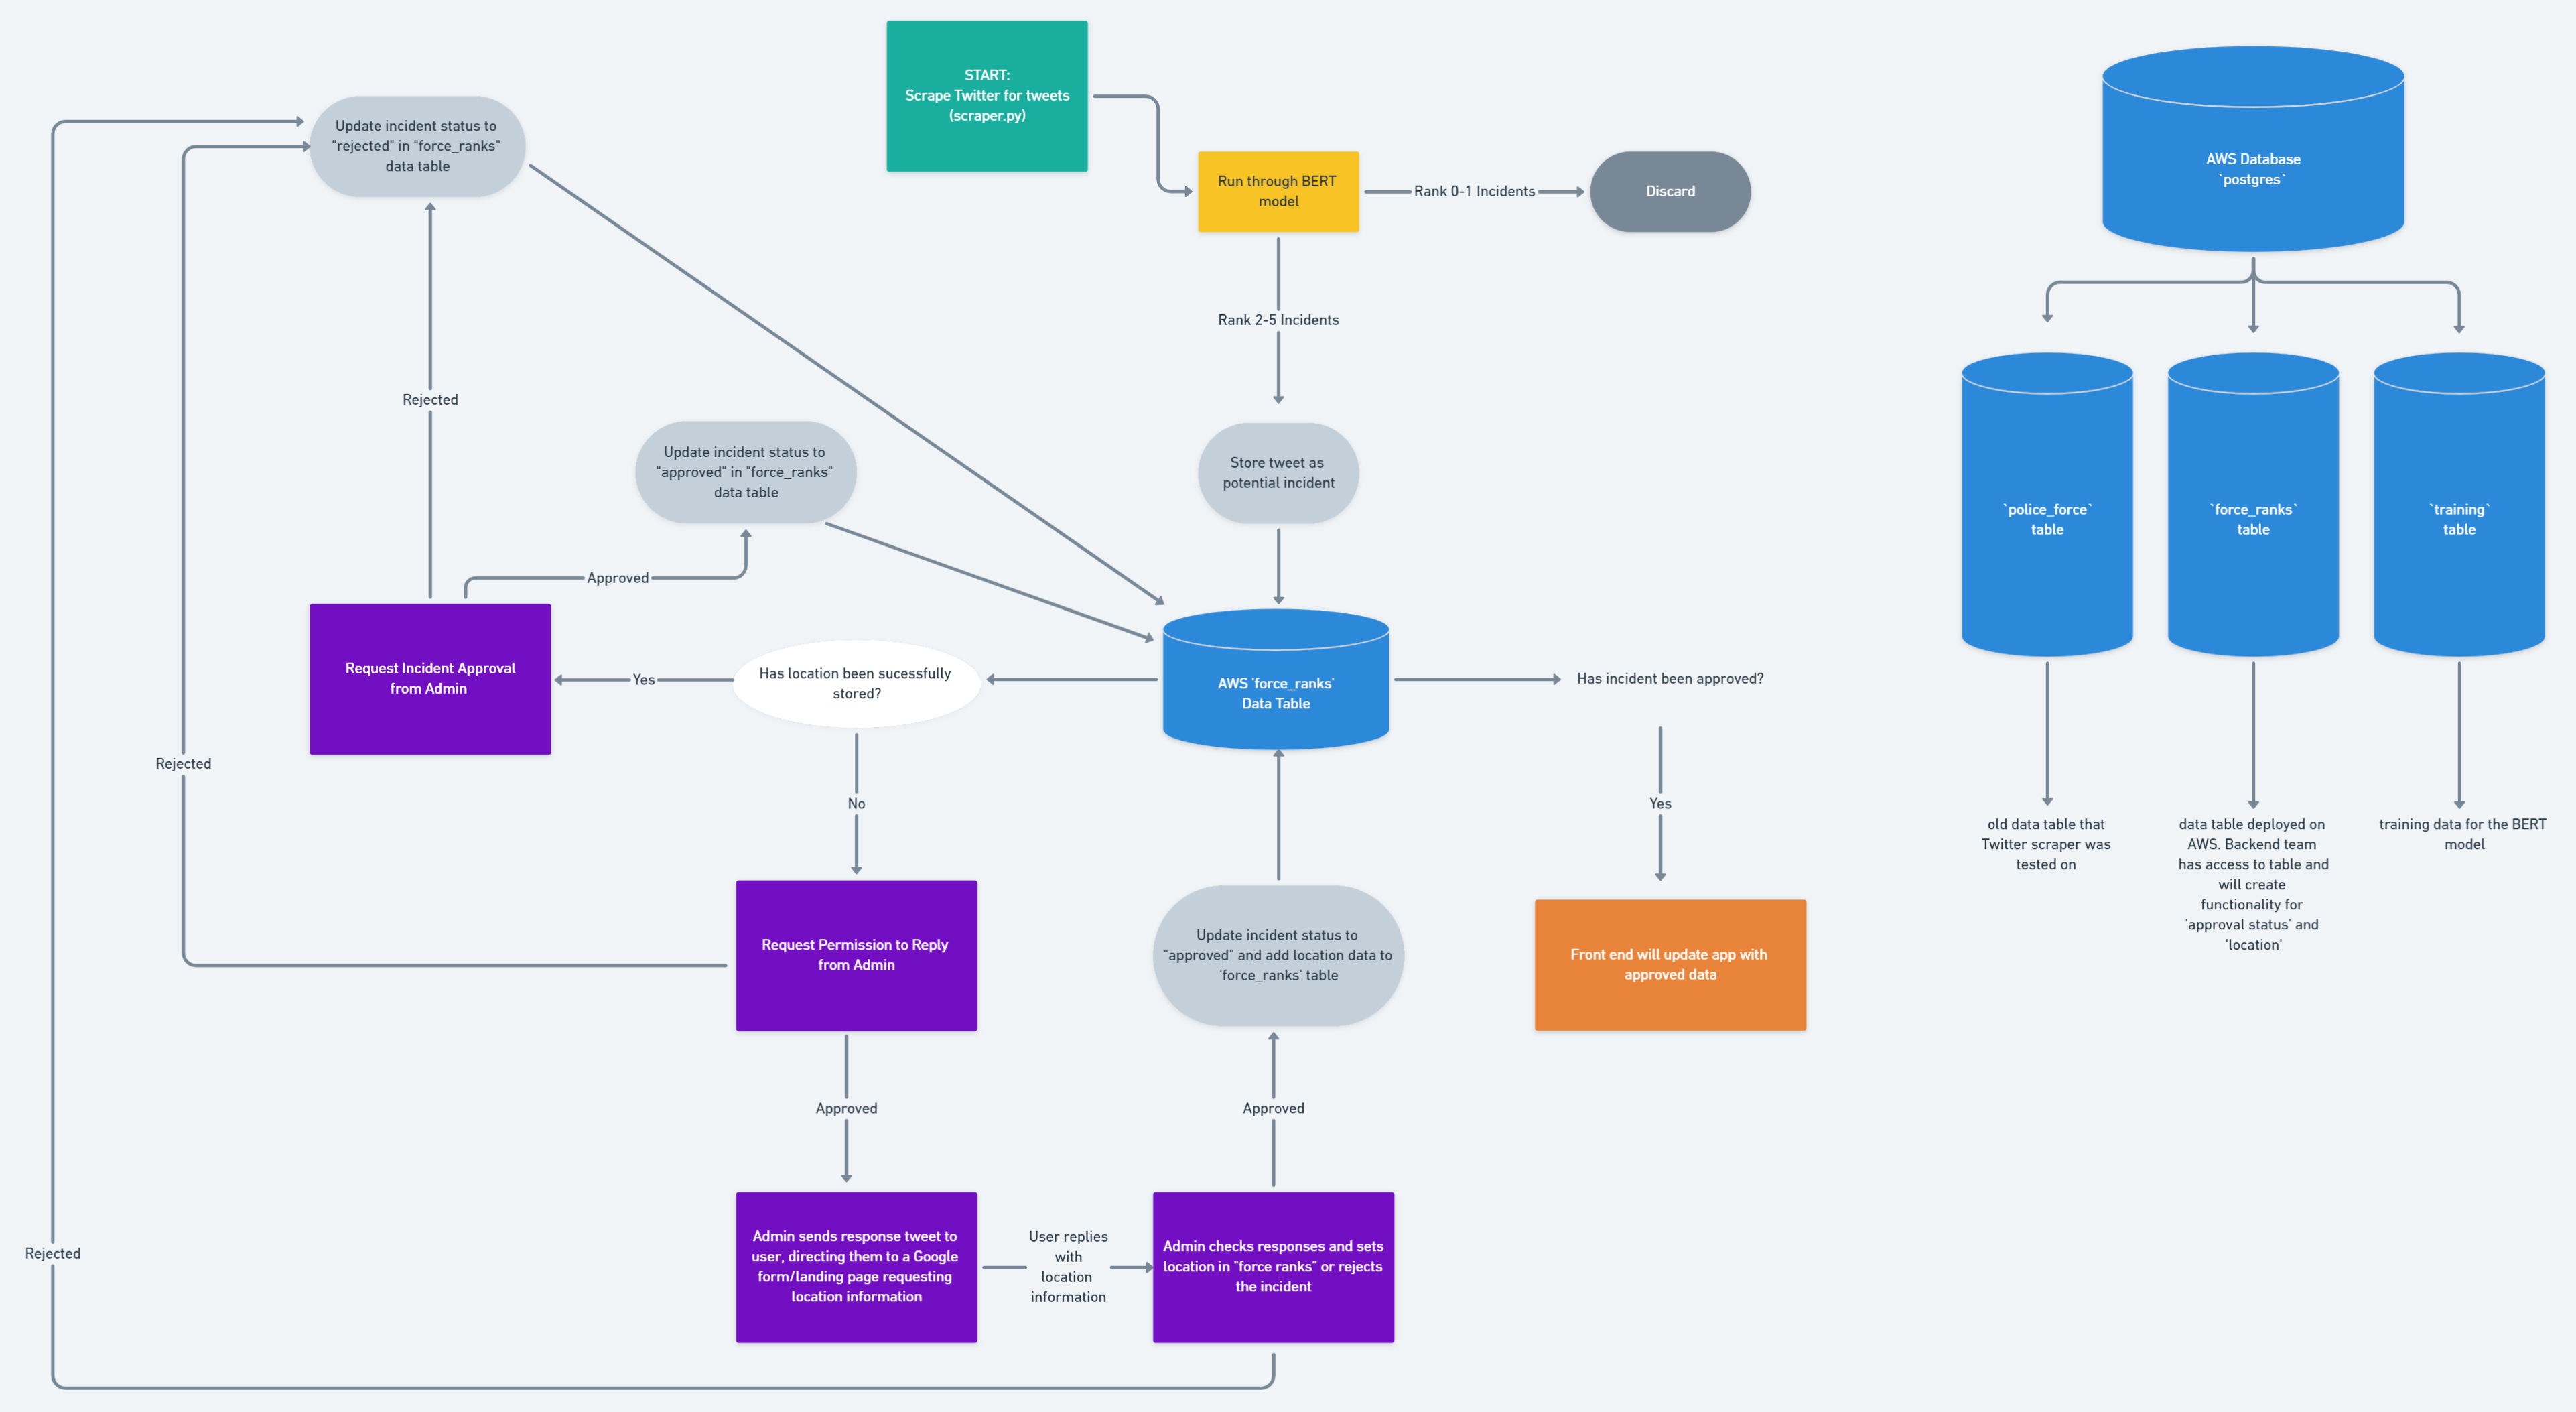 START:
Scrape Twitter for tweets
(scraper.py)
Run through BERT
model
Rank 0-1 Incidents
Discard
Rank 2-5 Incidents
Store tweet as
potential incident
AWS 'force_ranks'
Data Table
Has incident been approved?
Yes
Front end will update app with
approved data
Has location been sucessfully
stored?
Yes
Request Incident Approval
from Admin
Rejected
Update incident status to
"rejected" in "force_ranks"
data table
Approved
Update incident status to
"approved" in "force_ranks"
data table
No
Request Permission to Reply
from Admin
Rejected
Approved
Admin sends response tweet to
user, directing them to a Google
form/landing page requesting
location information
User replies
with
location
information
Admin checks responses and sets
location in "force ranks" or rejects
the incident
Approved
Update incident status to
"approved" and add location data to
'force_ranks' table
Rejected
AWS Database
`postgres`
`police_force`
table
`force_ranks`
table
`training`
table
old data table that
Twitter scraper was
tested on
data table deployed on
AWS. Backend team
has access to table and
will create
functionality for
'approval status' and
'location'
training data for the BERT
model